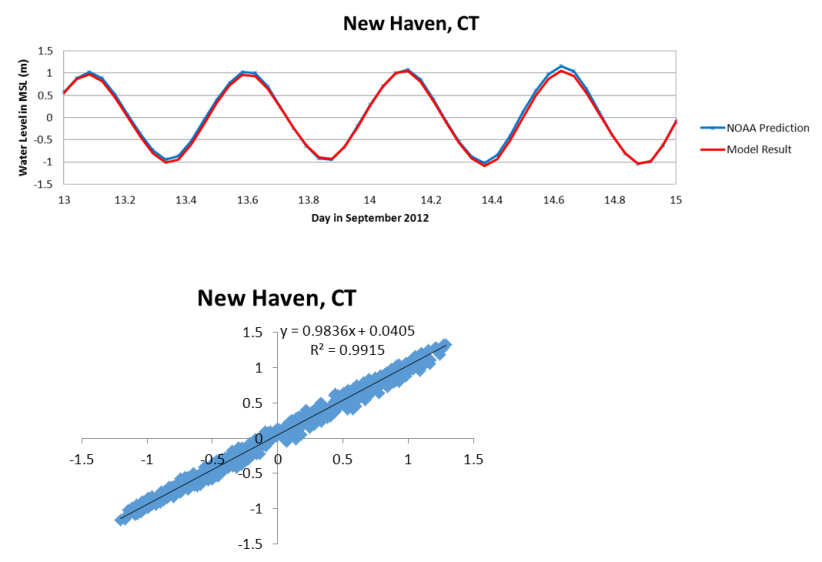 New Haven, CT
Water Level in MSL (m)
1.5
1
0.5
0
-0.5
-1
-1.5
13 13.2 13.4 13.6 13.8 14 14.2 14.4 14.6 14.8 15
Day in September 2012
NOAA Prediction
Model Result
New Haven, CT
y = 0.9836x + 0.0405
R² = 0.9915
1.5
1
0.5
0
-0.5
-1
-1.5
-1.5 -1 -0.5 0 0.5 1 1.5